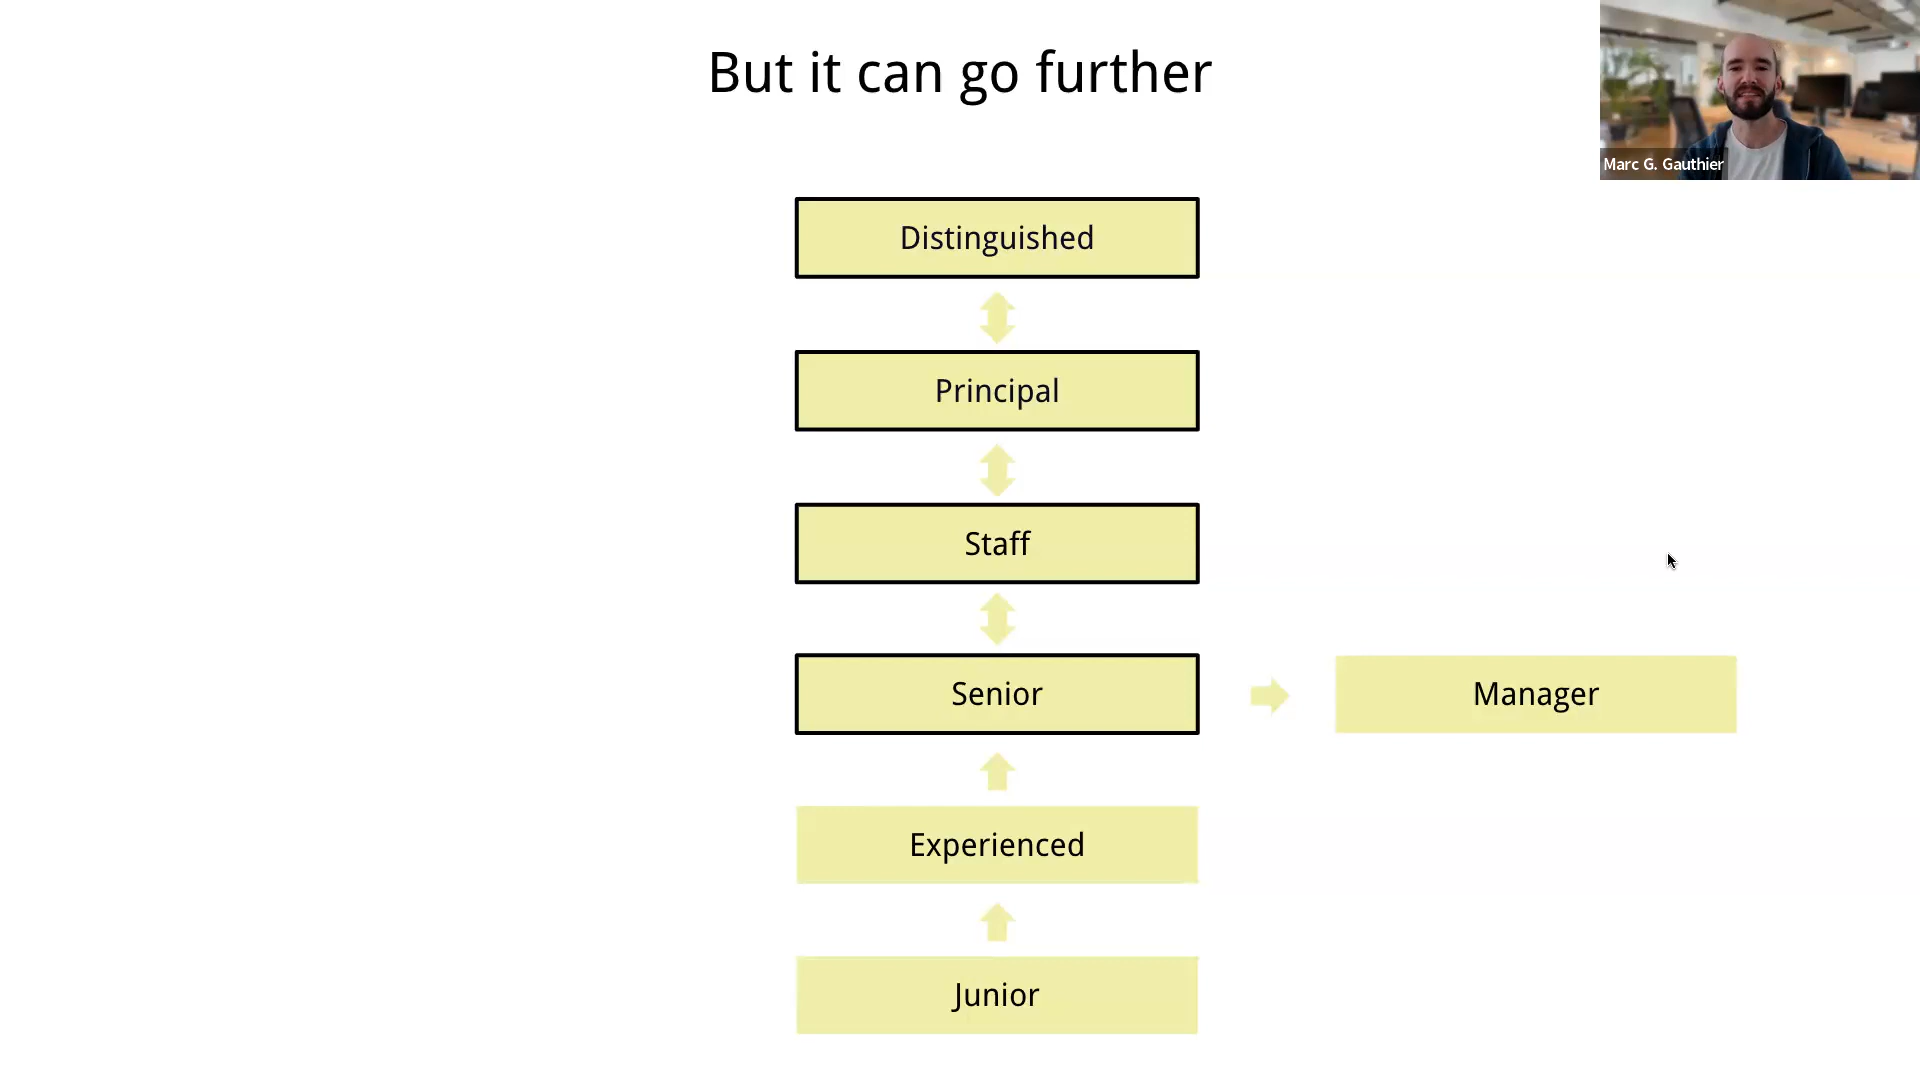 But it can go further
Marc G. Gauthier
Distinguished
Principal
Staff
Senior
Manager
Experienced
Junior